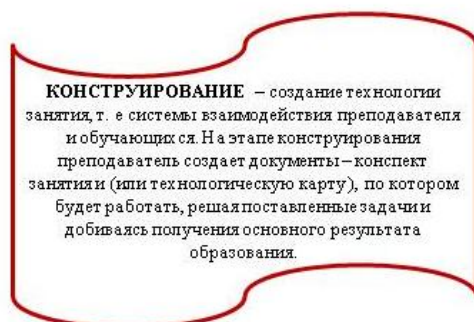 КОНСТРУИРОВАНИЕ – создание технологии
занятия, т. е системы взаимодействия преподавателя
и обучающихся. На этапе конструирования
преподаватель создает документы – конспект
занятия и (или технологическую карту), по котором
будет работать, решая поставленные задачи и
добиваясь получения основного результата
образования.